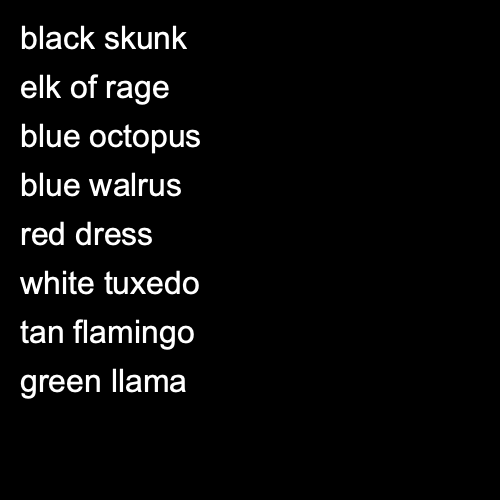 black skunk
elk of rage
blue octopus
blue walrus
red dress
white tuxedo
tan flamingo
green llama